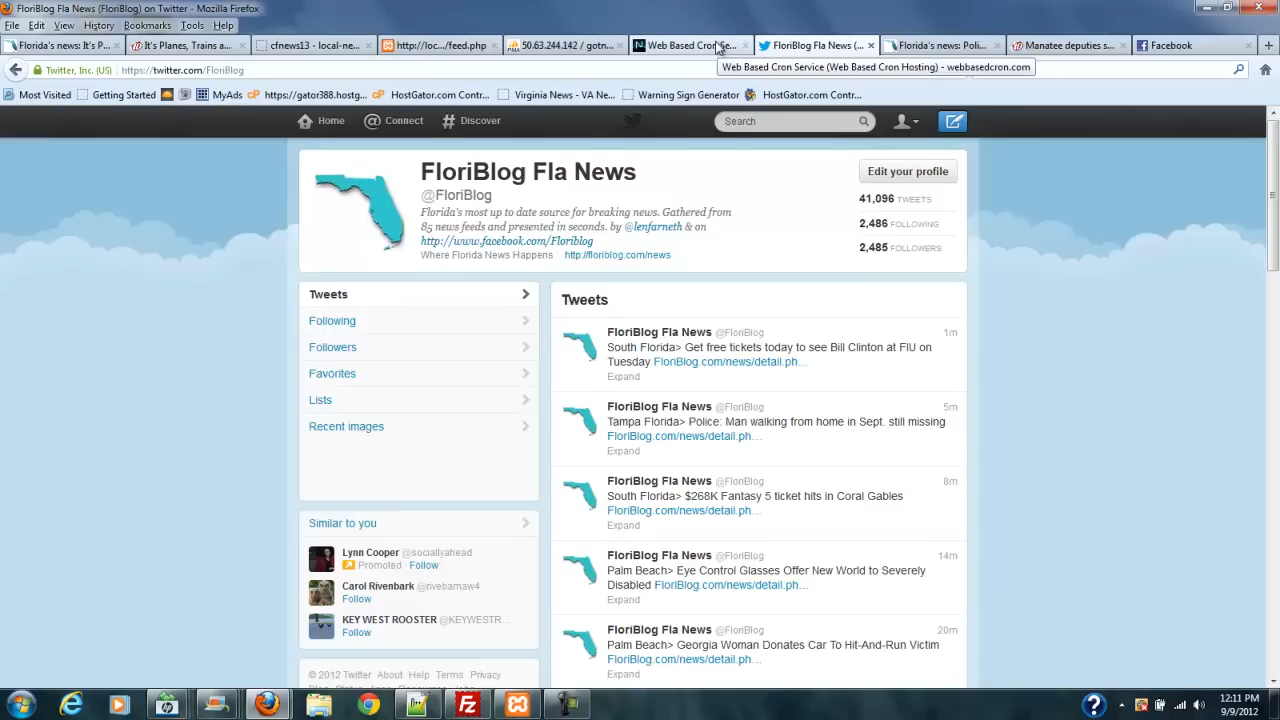 FloriBlog Fla News (FloriBlog) on Twitter - Mozilla Firefox
File Edit View History Bookmarks Tools Help
Florida's news: It's P...
It's Planes, Trains a...
cfnews13 - local-ne...
http://loc.../feed.php
50.63.244.142 / gotn...
Web Based Cron Se...
FloriBlog Fla News (...
Florida's news: Poli...
Manatee deputies s...
Facebook
Twitter, Inc. (US)
https://twitter.com/FloriBlog
Web Based Cron Service (Web Based Cron Hosting) - webbasedcron.com
Most Visited
Getting Started
MyAds
https://gator388.hostg...
HostGator.com Contr...
Virginia News - VA Ne...
Warning Sign Generator
HostGator.com Contr...
Home
Connect
Discover
Search
FloriBlog Fla News
@FloriBlog
Florida's most up to date source for breaking news. Gathered from
85 news feeds and presented in seconds. by @lenfarneth & on
http://www.facebook.com/Floriblog
Where Florida News Happens http://floriblog.com/news
Edit your profile
41,096 TWEETS
2,486 FOLLOWING
2,485 FOLLOWERS
Tweets
Following
Followers
Favorites
Lists
Recent images
Similar to you
Lynn Cooper @sociallyahead
Promoted · Follow
Carol Rivenbark @rivebamaw4
Follow
KEY WEST ROOSTER @KEYWESTR...
Follow
© 2012 Twitter About Help Terms Privacy
Tweets
FloriBlog Fla News @FloriBlog 1m
South Florida> Get free tickets today to see Bill Clinton at FIU on
Tuesday FloriBlog.com/news/detail.ph...
Expand
FloriBlog Fla News @FloriBlog 5m
Tampa Florida> Police: Man walking from home in Sept. still missing
FloriBlog.com/news/detail.ph...
Expand
FloriBlog Fla News @FloriBlog 8m
South Florida> $268K Fantasy 5 ticket hits in Coral Gables
FloriBlog.com/news/detail.ph...
Expand
FloriBlog Fla News @FloriBlog 14m
Palm Beach> Eye Control Glasses Offer New World to Severely
Disabled FloriBlog.com/news/detail.ph...
Expand
FloriBlog Fla News @FloriBlog 20m
Palm Beach> Georgia Woman Donates Car To Hit-And-Run Victim
FloriBlog.com/news/detail.ph...
Expand
12:11 PM
9/9/2012